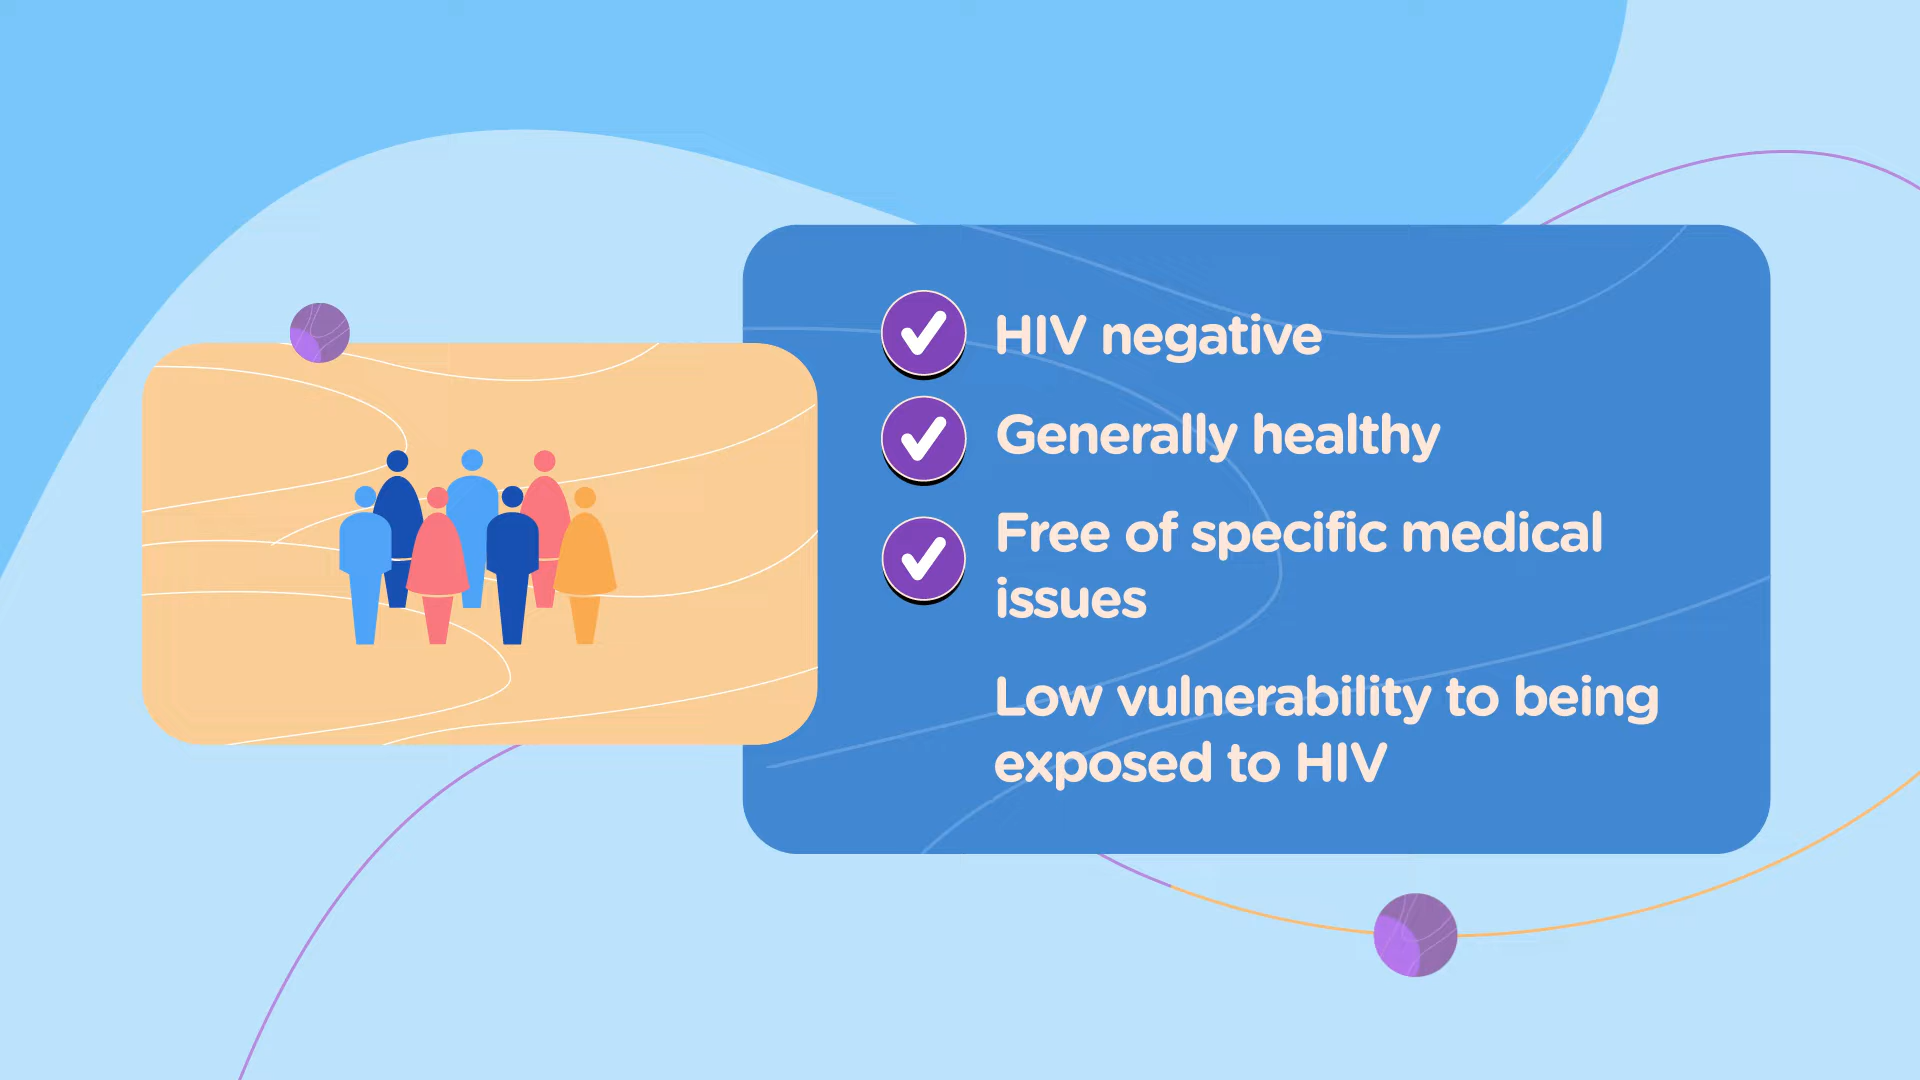 HIV negative
Generally healthy
Free of specific medical
issues
Low vulnerability to being
exposed to HIV